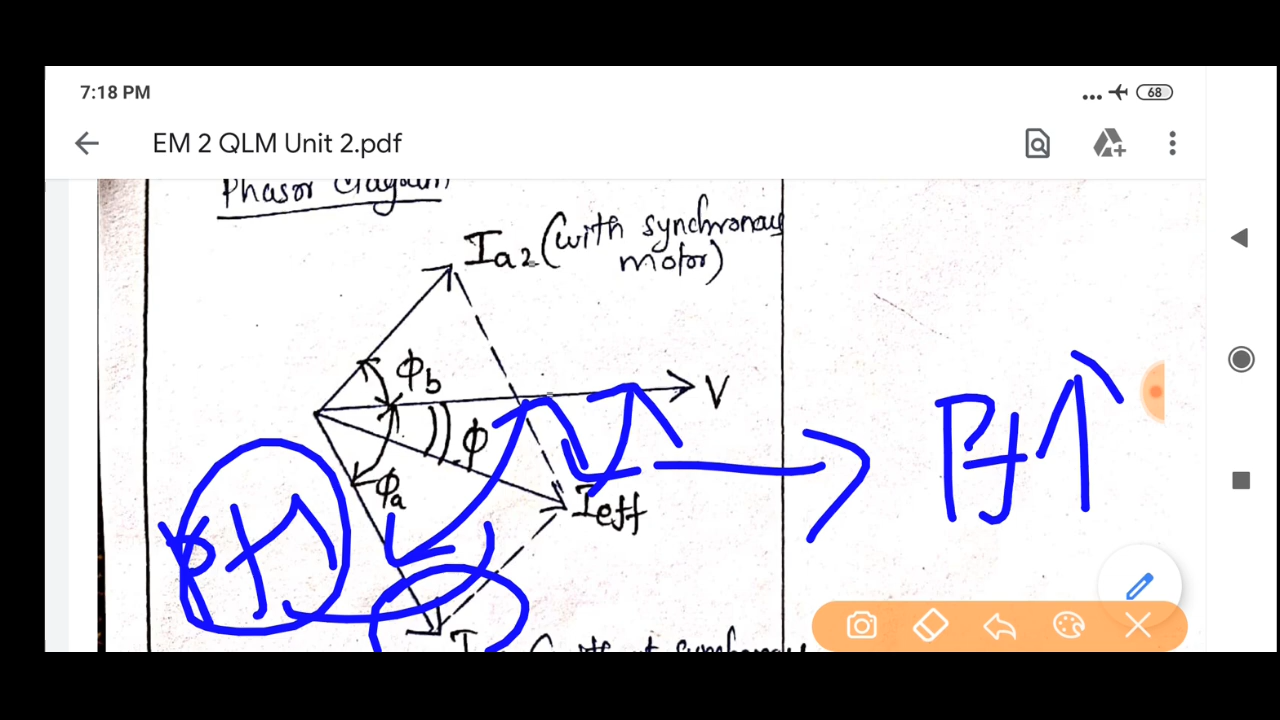 7:18 PM
68
EM 2 QLM Unit 2.pdf
Phasor diagram
Ia2 (with synchronous
motor)
ϕb
V
ϕ
ϕa
Ieff
Pf↑
Pf